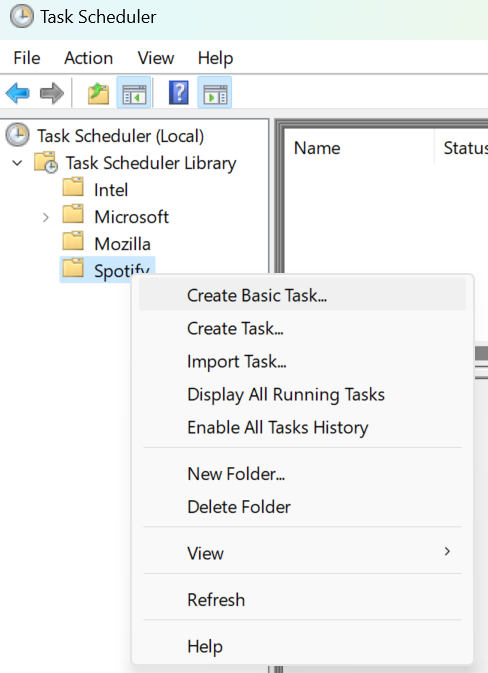 Task Scheduler
File Action View Help
Task Scheduler (Local)
Task Scheduler Library
Intel
Microsoft
Mozilla
Spotify
Name Status
Create Basic Task...
Create Task...
Import Task...
Display All Running Tasks
Enable All Tasks History
New Folder...
Delete Folder
View
Refresh
Help